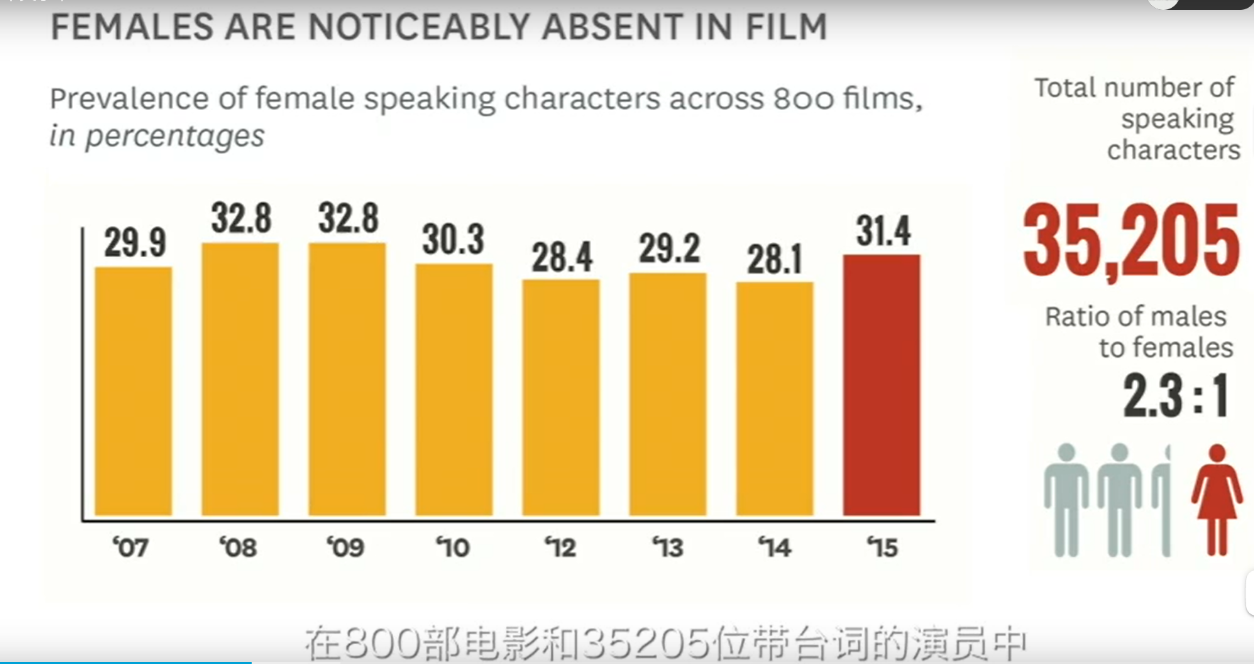 FEMALES ARE NOTICEABLY ABSENT IN FILM
Prevalence of female speaking characters across 800 films,
in percentages
29.9
32.8
32.8
30.3
28.4
29.2
28.1
31.4
‘07
‘08
‘09
‘10
‘12
‘13
‘14
‘15
Total number of
speaking
characters
35,205
Ratio of males
to females
2.3:1
在800部电影和35205位带台词的演员中